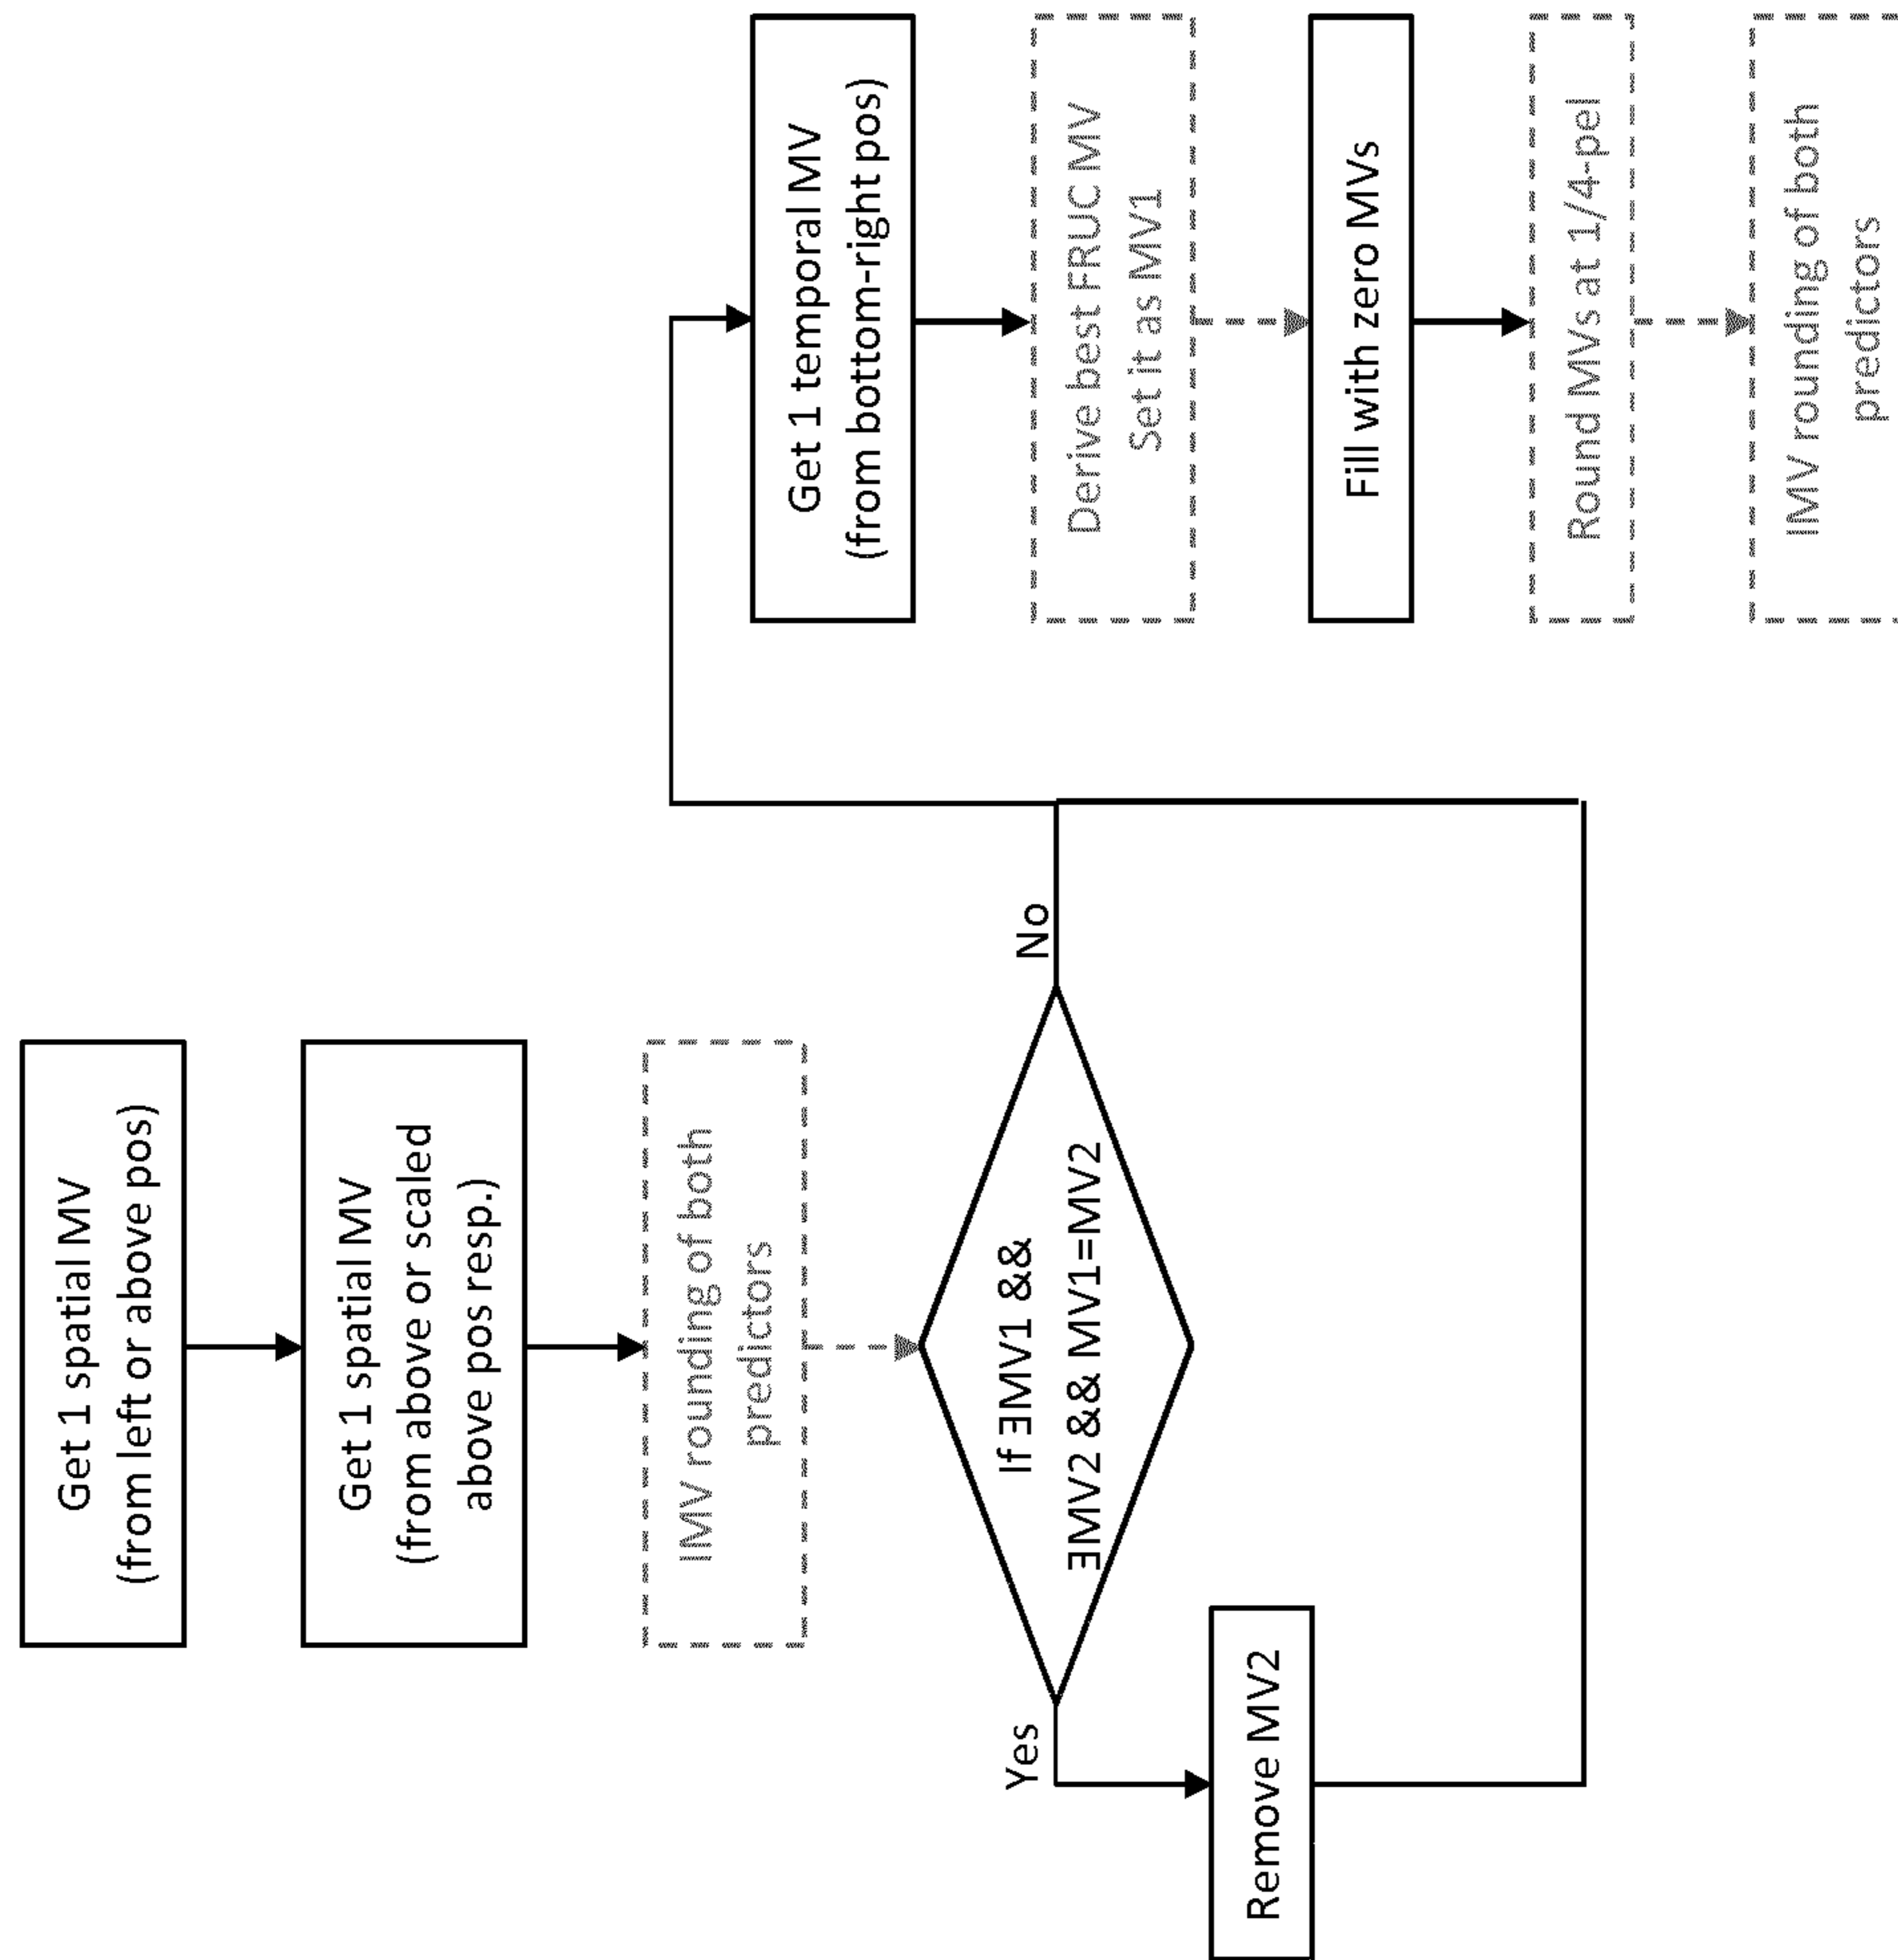 Get 1 spatial MV
(from left or above pos)
Get 1 spatial MV
(from above or scaled
above pos resp.)
IMV rounding of both
predictors
If ∃MV1 &&
∃MV2 && MV1=MV2
Yes
No
Remove MV2
Get 1 temporal MV
(from bottom-right pos)
Derive best FRUC MV
Set it as MV1
Fill with zero MVs
Round MVs at 1/4-pel
IMV rounding of both
predictors